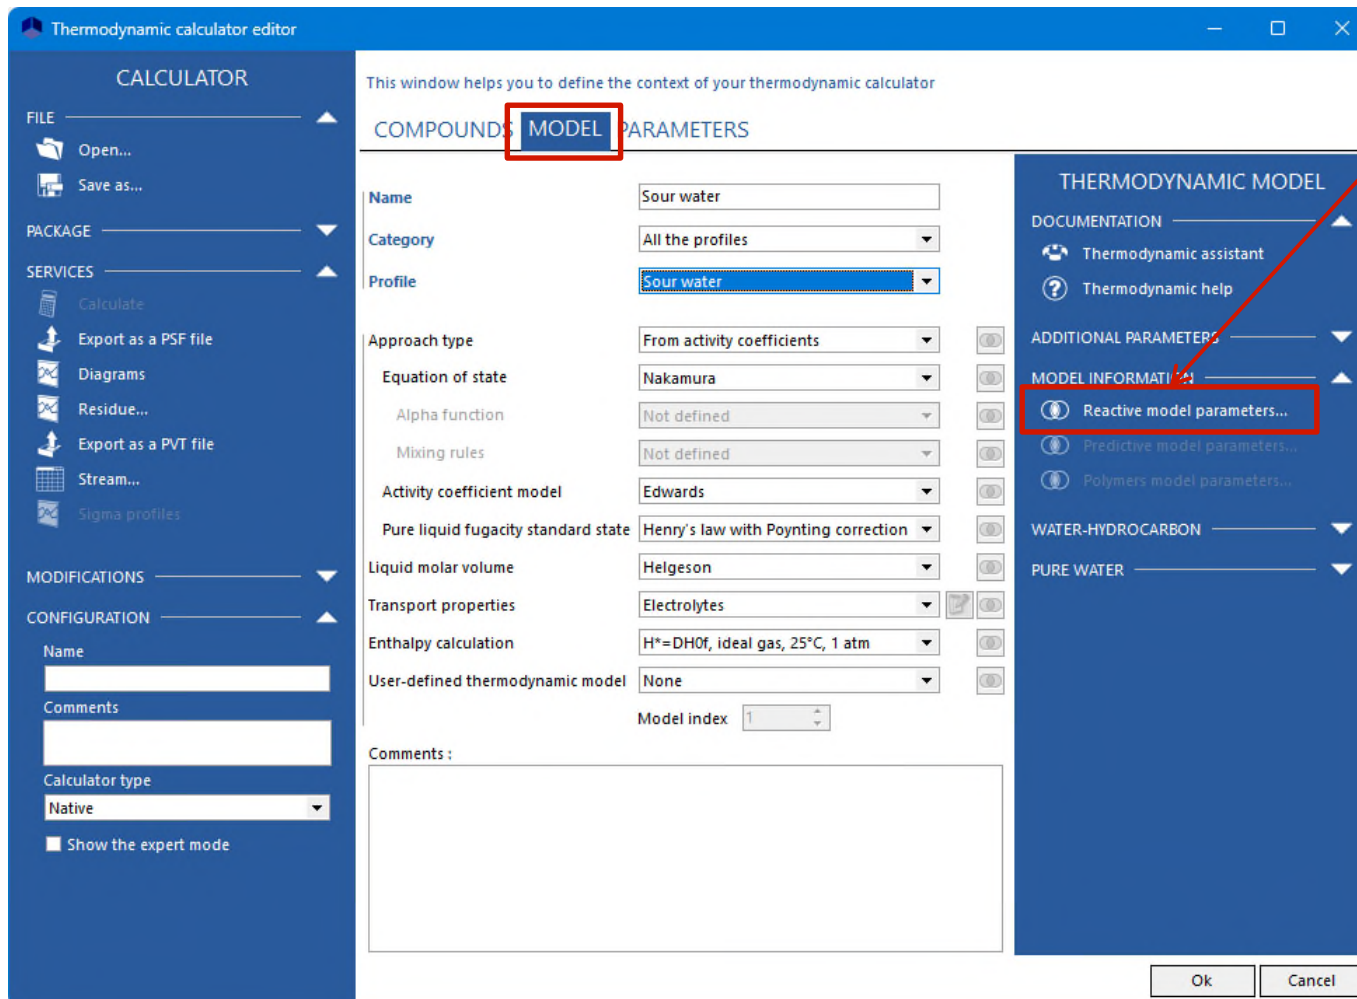 Thermodynamic calculator editor
CALCULATOR
FILE
Open...
Save as...
PACKAGE
SERVICES
Calculate
Export as a PSF file
Diagrams
Residue...
Export as a PVT file
Stream...
Sigma profiles
MODIFICATIONS
CONFIGURATION
Name
Comments
Calculator type
Native
Show the expert mode
This window helps you to define the context of your thermodynamic calculator
COMPOUNDS MODEL PARAMETERS
Name Sour water
Category All the profiles
Profile Sour water
Approach type From activity coefficients
Equation of state Nakamura
Alpha function Not defined
Mixing rules Not defined
Activity coefficient model Edwards
Pure liquid fugacity standard state Henry's law with Poynting correction
Liquid molar volume Helgeson
Transport properties Electrolytes
Enthalpy calculation H*=DH0f, ideal gas, 25°C, 1 atm
User-defined thermodynamic model None
Model index 1
Comments :
THERMODYNAMIC MODEL
DOCUMENTATION
Thermodynamic assistant
? Thermodynamic help
ADDITIONAL PARAMETERS
MODEL INFORMATION
Reactive model parameters...
Predictive model parameters...
Polymers model parameters...
WATER-HYDROCARBON
PURE WATER
Ok Cancel